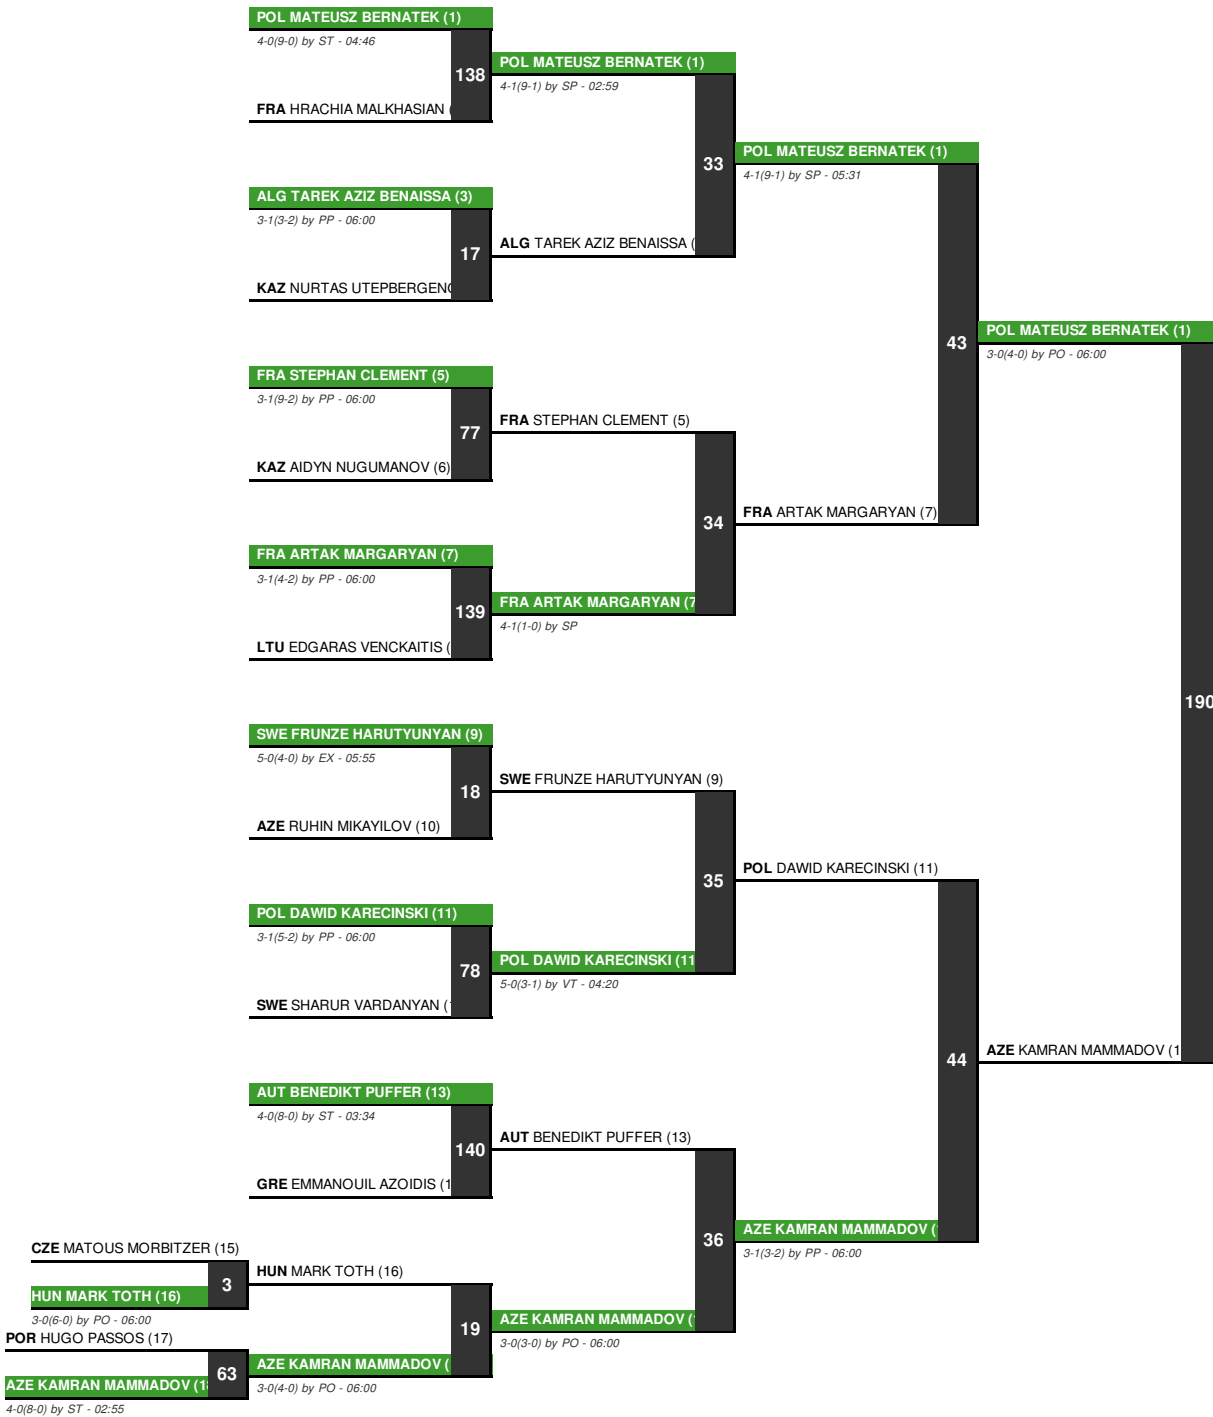 POL MATEUSZ BERNATEK (1)
4-0(9-0) by ST - 04:46
138
FRA HRACHIA MALKHASIAN (
POL MATEUSZ BERNATEK (1)
4-1(9-1) by SP - 02:59
33
ALG TAREK AZIZ BENAISSA (3)
3-1(3-2) by PP - 06:00
17
KAZ NURTAS UTEPBERGENO
ALG TAREK AZIZ BENAISSA (
POL MATEUSZ BERNATEK (1)
4-1(9-1) by SP - 05:31
43
FRA STEPHAN CLEMENT (5)
3-1(9-2) by PP - 06:00
77
KAZ AIDYN NUGUMANOV (6)
FRA STEPHAN CLEMENT (5)
34
FRA ARTAK MARGARYAN (7)
3-1(4-2) by PP - 06:00
139
LTU EDGARAS VENCKAITIS (
FRA ARTAK MARGARYAN (7
4-1(1-0) by SP
FRA ARTAK MARGARYAN (7)
POL MATEUSZ BERNATEK (1)
3-0(4-0) by PO - 06:00
190
SWE FRUNZE HARUTYUNYAN (9)
5-0(4-0) by EX - 05:55
18
AZE RUHIN MIKAYILOV (10)
SWE FRUNZE HARUTYUNYAN (9)
35
POL DAWID KARECINSKI (11)
3-1(5-2) by PP - 06:00
78
SWE SHARUR VARDANYAN (
POL DAWID KARECINSKI (11
5-0(3-1) by VT - 04:20
POL DAWID KARECINSKI (11)
44
AZE KAMRAN MAMMADOV (1
AUT BENEDIKT PUFFER (13)
4-0(8-0) by ST - 03:34
140
GRE EMMANOUIL AZOIDIS (1
AUT BENEDIKT PUFFER (13)
36
AZE KAMRAN MAMMADOV (
3-1(3-2) by PP - 06:00
CZE MATOUS MORBITZER (15)
3
HUN MARK TOTH (16)
3-0(6-0) by PO - 06:00
HUN MARK TOTH (16)
19
AZE KAMRAN MAMMADOV (
3-0(3-0) by PO - 06:00
POR HUGO PASSOS (17)
63
AZE KAMRAN MAMMADOV (1
4-0(8-0) by ST - 02:55
AZE KAMRAN MAMMADOV (
3-0(4-0) by PO - 06:00